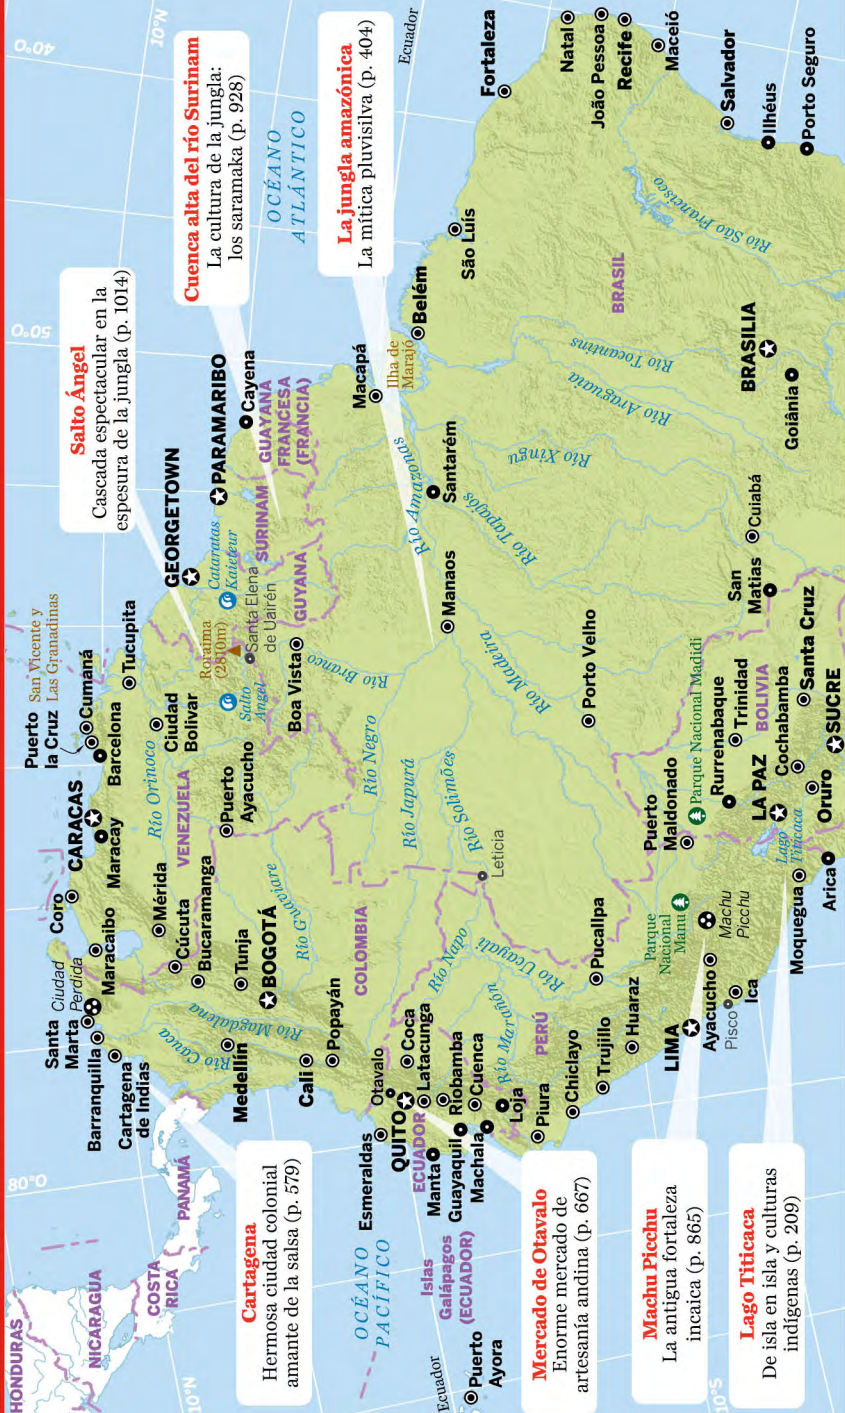 HONDURAS
NICARAGUA
COSTA
RICA
PANAMÁ
80°O
50°O
40°O
10°N
10°N
10°S
Ecuador
Ecuador
OCÉANO
PACÍFICO
OCÉANO
ATLÁNTICO
Cartagena
Hermosa ciudad colonial
amante de la salsa (p. 579)
Salto Ángel
Cascada espectacular en la
espesura de la jungla (p. 1014)
Cuenca alta del río Surinam
La cultura de la jungla:
los saramaka (p. 928)
La jungla amazónica
La mítica pluvisilva (p. 404)
Mercado de Otavalo
Enorme mercado de
artesanía andina (p. 667)
Machu Picchu
La antigua fortaleza
incaica (p. 865)
Lago Titicaca
De isla en isla y culturas
indígenas (p. 209)
Santa
Marta
Ciudad
Perdida
Barranquilla
Cartagena
de Indias
Maracaibo
Coro
CARACAS
Maracay
Puerto
la Cruz
San Vicente y
Las Granadinas
Cumaná
Barcelona
Tucupita
Mérida
Cúcuta
Bucaramanga
Río Orinoco
Ciudad
Bolívar
VENEZUELA
Puerto
Ayacucho
Salto
Ángel
Roraima
(2810m)
Santa Elena
de Uairén
GEORGETOWN
Cataratas
Kaieteur
PARAMARIBO
Cayena
SURINAM
GUAYANA
FRANCESA
(FRANCIA)
GUYANA
Boa Vista
Río Branco
Medellín
Tunja
BOGOTÁ
Río Cauca
Río Magdalena
Río Guaviare
Cali
Popayán
COLOMBIA
Río Negro
Río Japurá
Río Solimões
Leticia
Macapá
Ilha de
Marajó
Belém
São Luís
Fortaleza
Natal
João Pessoa
Recife
Maceió
Salvador
Ilhéus
Porto Seguro
Río Amazonas
Santarém
Manaos
Río Tapajós
Río Xingu
Río Araguaia
Río Tocantins
Río São Francisco
BRASIL
BRASILIA
Goiânia
Cuiabá
Río Madeira
Porto Velho
Esmeraldas
Otavalo
QUITO
ECUADOR
Coca
Latacunga
Manta
Riobamba
Guayaquil
Cuenca
Machala
Loja
Islas
Galápagos
(ECUADOR)
Puerto
Ayora
Río Napo
Río Marañón
Río Ucayali
Piura
Chiclayo
Trujillo
Huaraz
PERÚ
Pucallpa
LIMA
Ayacucho
Pisco
Ica
Parque
Nacional
Manu
Machu
Picchu
Puerto
Maldonado
Parque Nacional Madidi
Rurrenabaque
Trinidad
BOLIVIA
San
Matías
Santa Cruz
Cochabamba
LA PAZ
Lago
Titicaca
Moquegua
Arica
Oruro
SUCRE